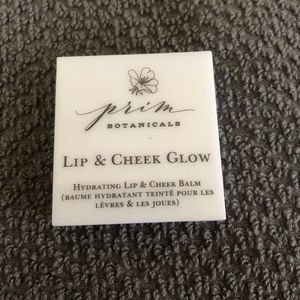 prim
BOTANICALS
LIP & CHEEK GLOW
HYDRATING LIP & CHEEK BALM
(BAUME HYDRATANT TEINTÉ POUR LES
LÈVRES & LES JOUES)